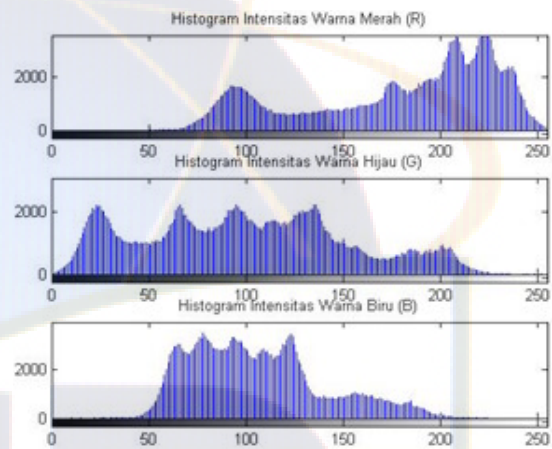 Histogram Intensitas Warna Merah (R)
2000
0
0 50 100 150 200 250
Histogram Intensitas Warna Hijau (G)
2000
0
0 50 100 150 200 250
Histogram Intensitas Warna Biru (B)
2000
0
0 50 100 150 200 250